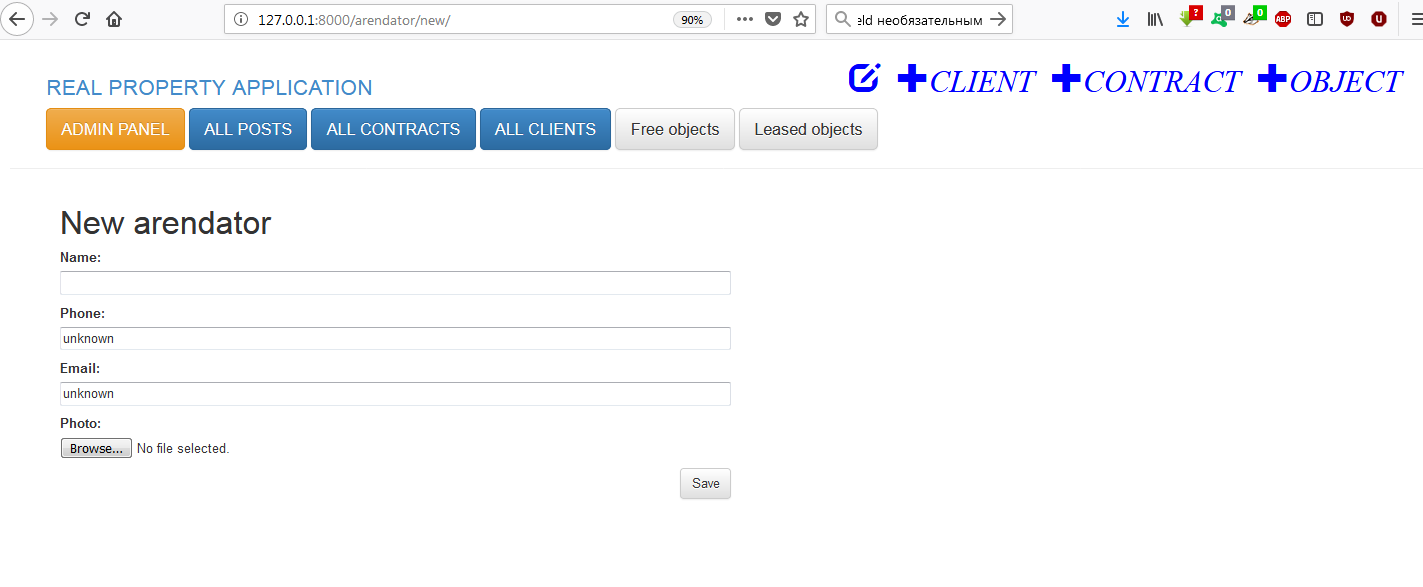 127.0.0.1:8000/arendator/new/ 90% eld необязательным ? 0 0 ABP UD U
REAL PROPERTY APPLICATION
CLIENT CONTRACT OBJECT
ADMIN PANEL ALL POSTS ALL CONTRACTS ALL CLIENTS Free objects Leased objects
New arendator
Name:
Phone:
unknown
Email:
unknown
Photo:
Browse... No file selected.
Save